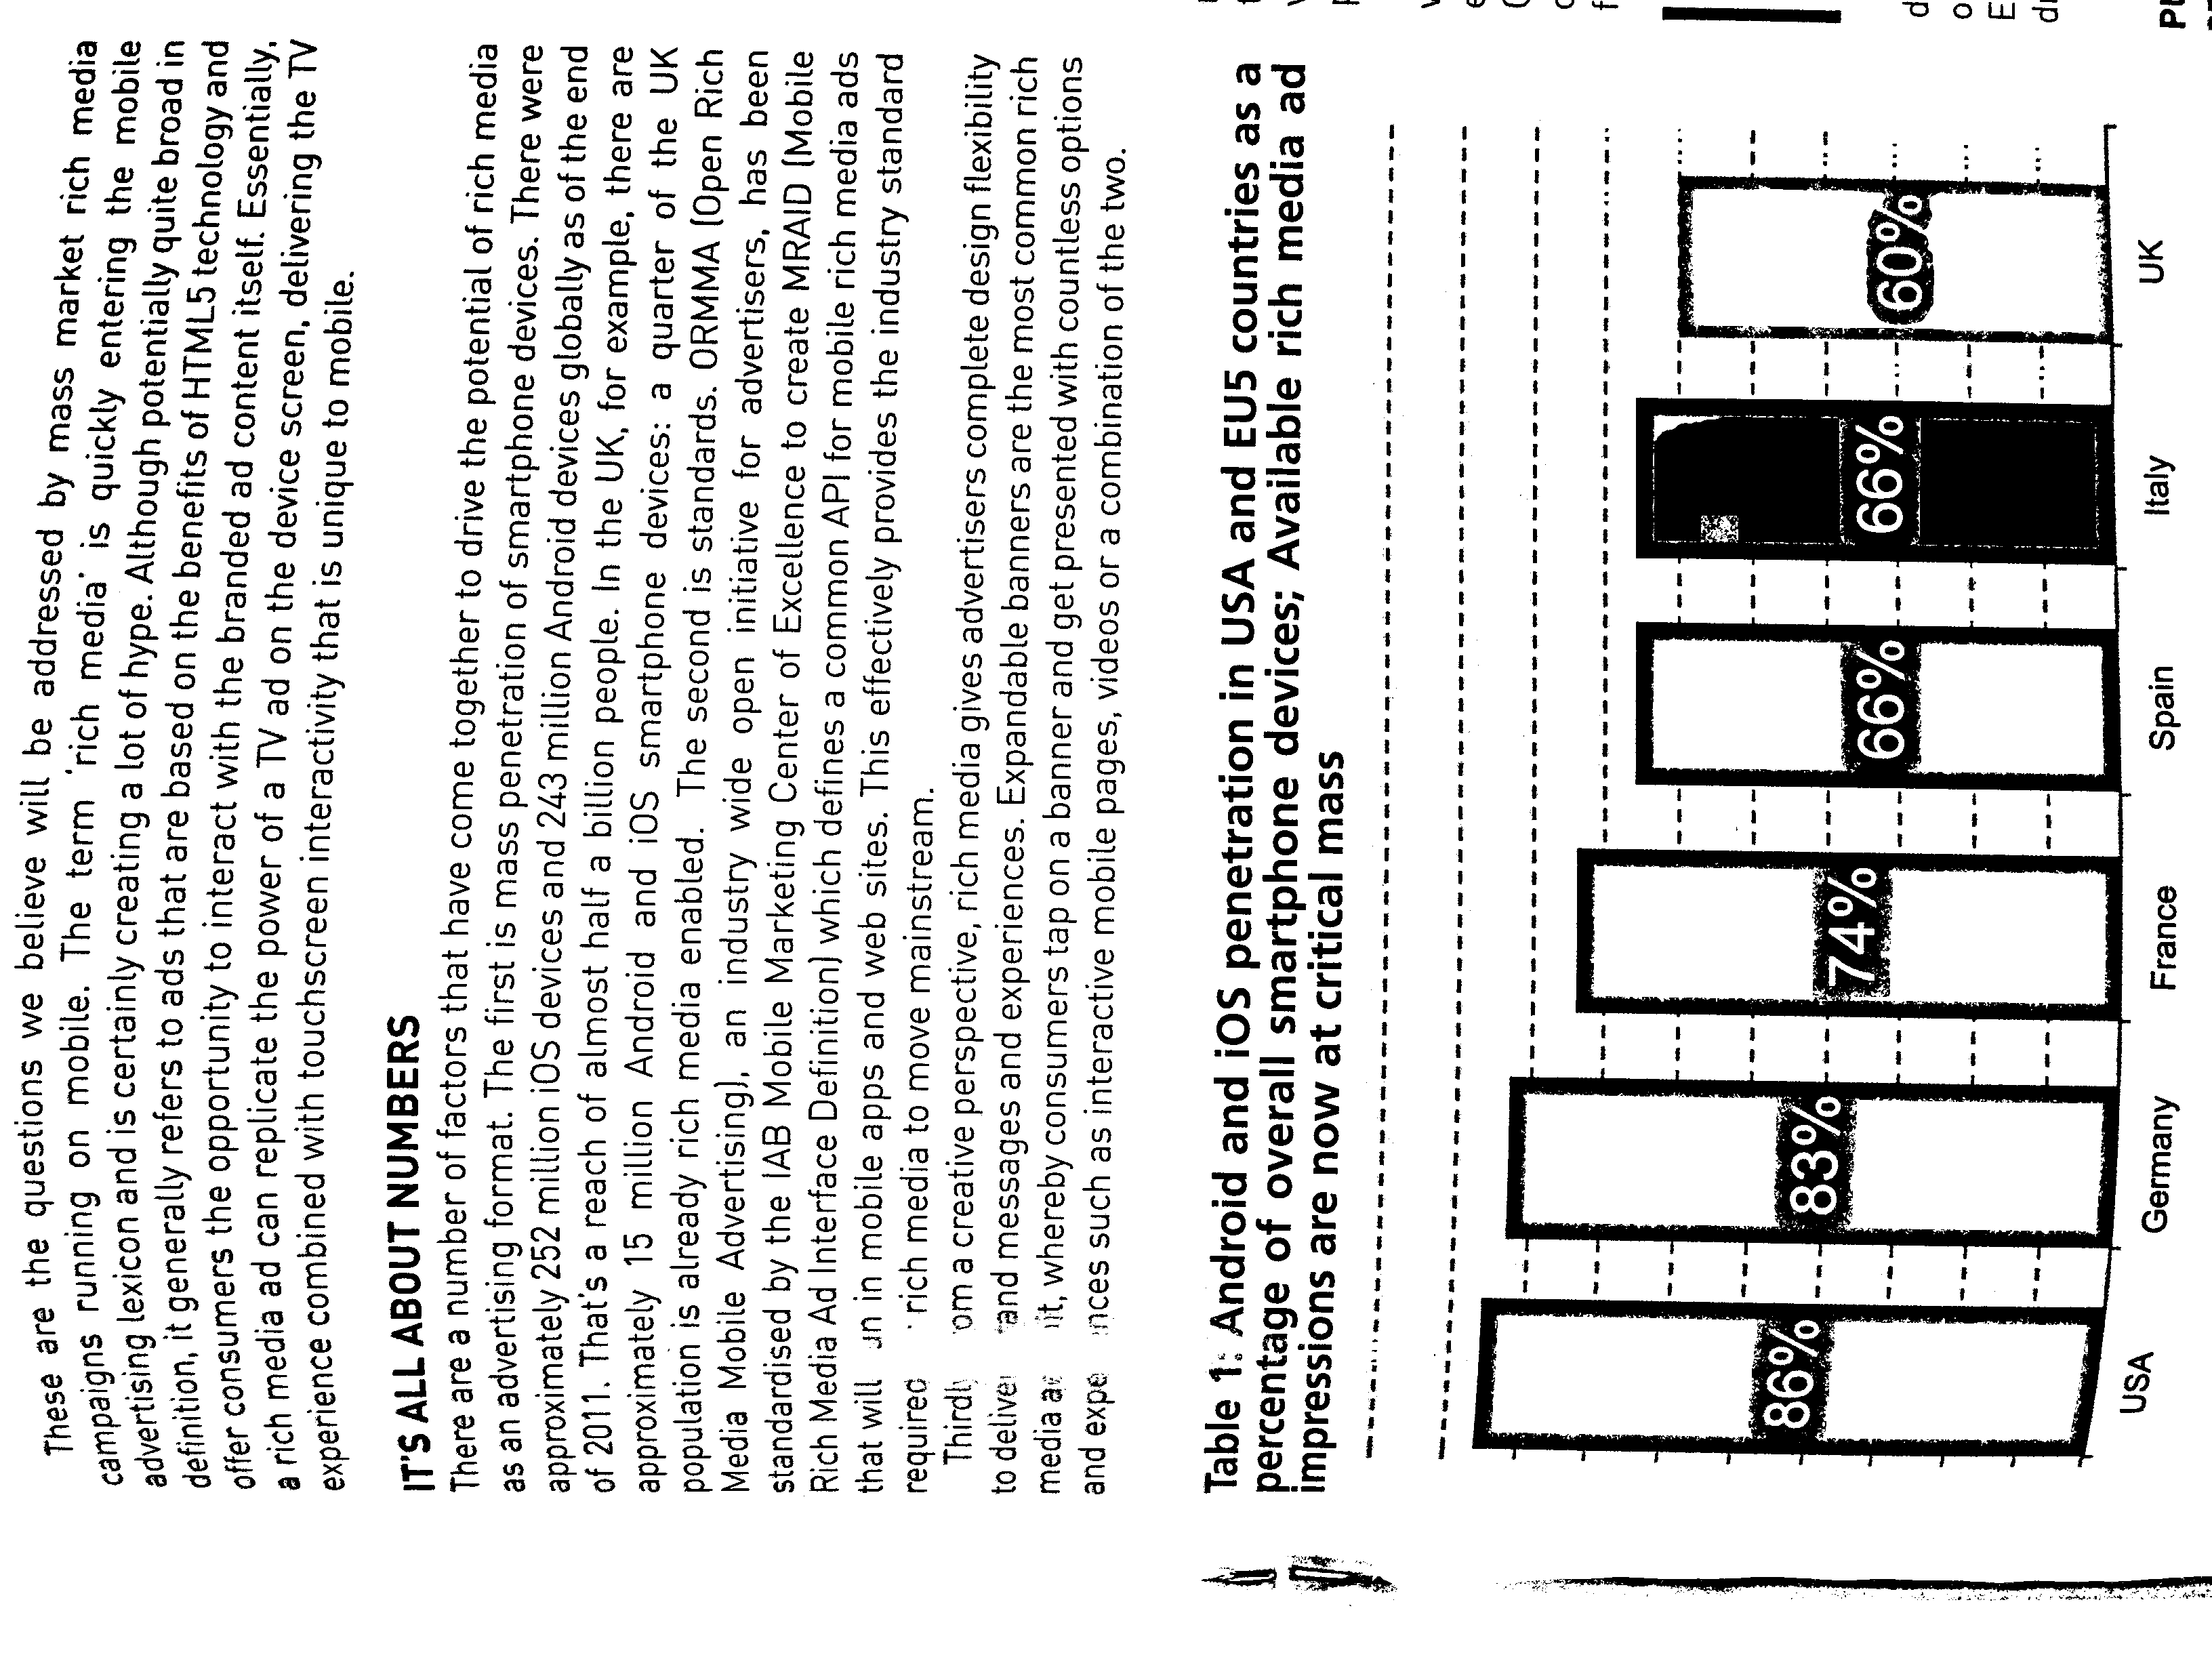 These are the questions we believe will be addressed by mass market rich media
campaigns running on mobile. The term 'rich media' is quickly entering the mobile
advertising lexicon and is certainly creating a lot of hype. Although potentially quite broad in
definition, it generally refers to ads that are based on the benefits of HTML5 technology and
offer consumers the opportunity to interact with the branded ad content itself. Essentially,
a rich media ad can replicate the power of a TV ad on the device screen, delivering the TV
experience combined with touchscreen interactivity that is unique to mobile.
IT'S ALL ABOUT NUMBERS
There are a number of factors that have come together to drive the potential of rich media
as an advertising format. The first is mass penetration of smartphone devices. There were
approximately 252 million iOS devices and 243 million Android devices globally as of the end
of 2011. That's a reach of almost half a billion people. In the UK, for example, there are
approximately 15 million Android and iOS smartphone devices: a quarter of the UK
population is already rich media enabled. The second is standards. ORMMA (Open Rich
Media Mobile Advertising), an industry wide open initiative for advertisers, has been
standardised by the IAB Mobile Marketing Center of Excellence to create MRAID (Mobile
Rich Media Ad Interface Definition) which defines a common API for mobile rich media ads
that will in mobile apps and web sites. This effectively provides the industry standard
required rich media to move mainstream.
a creative perspective, rich media gives advertisers complete design flexibility
to messages and experiences. Expandable banners are the most common rich
media whereby consumers tap on a banner and get presented with countless options
and such as interactive mobile pages, videos or a combination of the two.
Table 1: Android and iOS penetration in USA and EU5 countries as a
percentage of overall smartphone devices; Available rich media ad
impressions are now at critical mass
86% 83% 74% 66% 66% 60%
USA Germany France Spain Italy UK